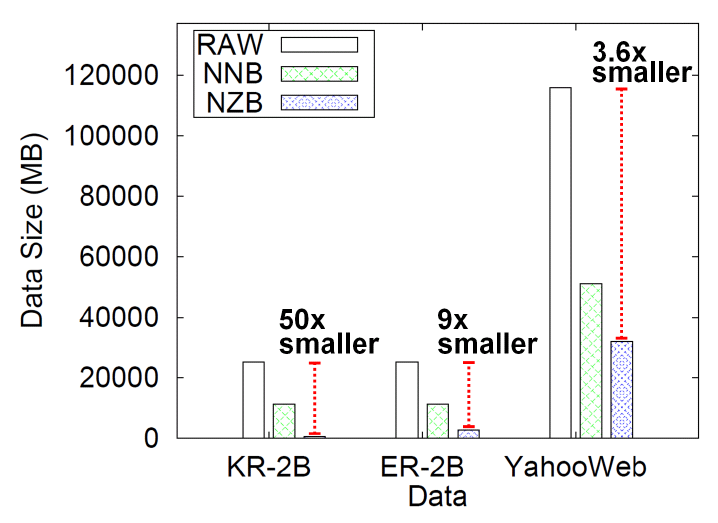 RAW
NNB
NZB
3.6x
smaller
120000
100000
80000
60000
40000
20000
0
Data Size (MB)
50x
smaller
9x
smaller
KR-2B
ER-2B
YahooWeb
Data